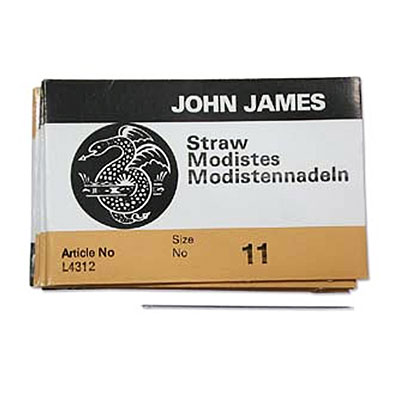 JOHN JAMES
Straw
Modistes
Modistennadeln
Article No
L4312
Size
No
11